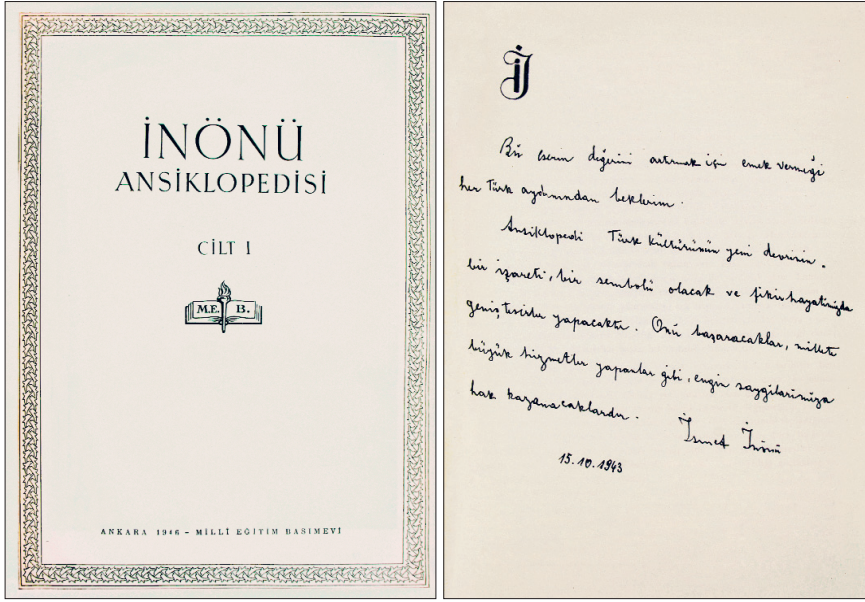 İNÖNÜ
ANSİKLOPEDİSİ
CİLT I
M.E. B.
ANKARA 1946 - MİLLÎ EĞİTİM BASIMEVİ
İ
Bu eserin değerini artırmak için emek vermeği
her Türk aydınından beklerim.
Ansiklopedi Türk kültürünün yeni devrinin
bir işareti, bir sembolü olacak ve fikir hayatımızda
geniş tesirler yapacaktır. Onu başaracaklar, millete
büyük hizmetler yapanlar gibi, engin saygılarımıza
hak kazanacaklardır. İsmet İnönü
15.10.1943